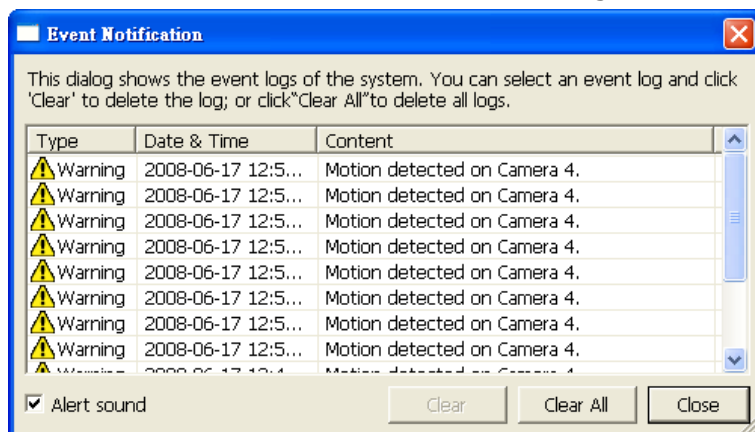 Event Notification
This dialog shows the event logs of the system. You can select an event log and click
'Clear' to delete the log; or click"Clear All"to delete all logs.
Type Date & Time Content
Warning 2008-06-17 12:5... Motion detected on Camera 4.
Warning 2008-06-17 12:5... Motion detected on Camera 4.
Warning 2008-06-17 12:5... Motion detected on Camera 4.
Warning 2008-06-17 12:5... Motion detected on Camera 4.
Warning 2008-06-17 12:5... Motion detected on Camera 4.
Warning 2008-06-17 12:5... Motion detected on Camera 4.
Warning 2008-06-17 12:5... Motion detected on Camera 4.
Warning 2008-06-17 12:5... Motion detected on Camera 4.
Alert sound Clear Clear All Close